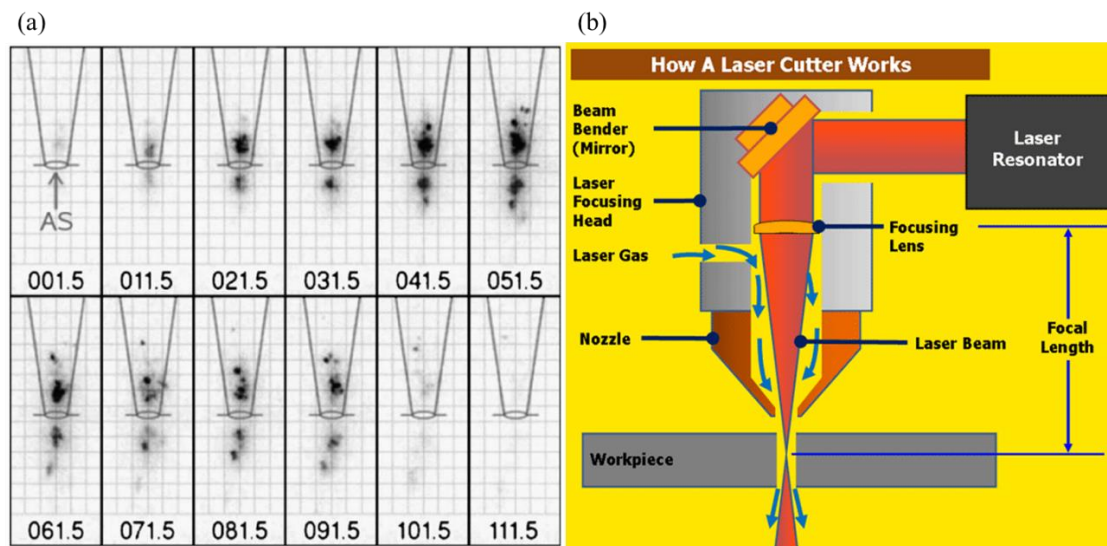 (a)
AS
001.5 011.5 021.5 031.5 041.5 051.5
061.5 071.5 081.5 091.5 101.5 111.5
(b)
How A Laser Cutter Works
Beam
Bender
(Mirror)
Laser
Resonator
Laser
Focusing
Head
Focusing
Lens
Laser Gas
Nozzle
Laser Beam
Focal
Length
Workpiece